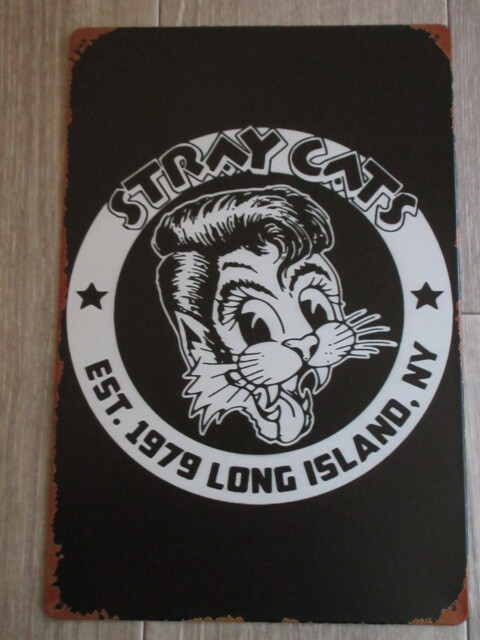 STRAY CATS
EST. 1979 LONG ISLAND, NY